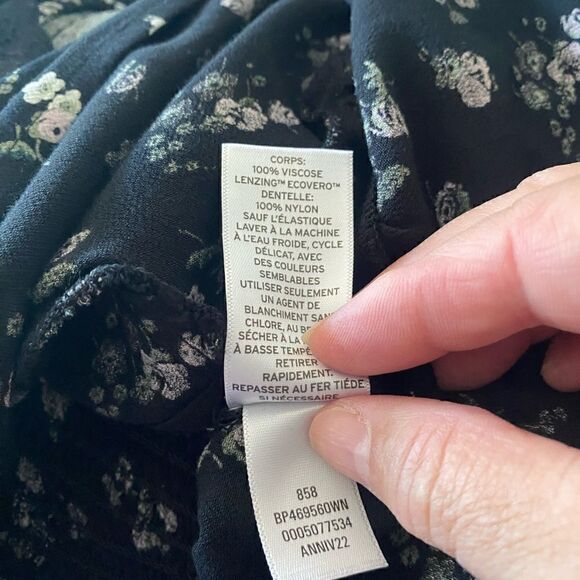 CORPS:
100% VISCOSE
LENZING™ ECOVERO™
DENTELLE:
100% NYLON
SAUF L'ÉLASTIQUE
LAVER À LA MACHINE
À L'EAU FROIDE, CYCLE
DÉLICAT, AVEC
DES COULEURS
SEMBLABLES
UTILISER SEULEMENT
UN AGENT DE
BLANCHIMENT
CHLORE, AU
SÉCHER À LA
À BASSE
RETIRER
RAPIDEMENT.
REPASSER AU FER TIÈDE
SI NÉCESSAIRE
858
BP469560WN
0005077534
ANNIV22